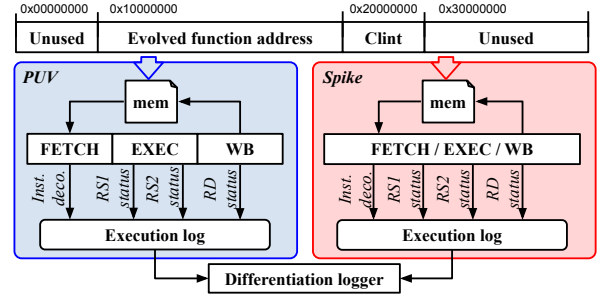 0x00000000 0x10000000 0x20000000 0x30000000
Unused Evolved function address Clint Unused
PUV Spike
mem mem
FETCH EXEC WB FETCH / EXEC / WB
Inst. deco. RS1 status RS2 status RD status Inst. deco. RS1 status RS2 status RD status
Execution log Execution log
Differentiation logger